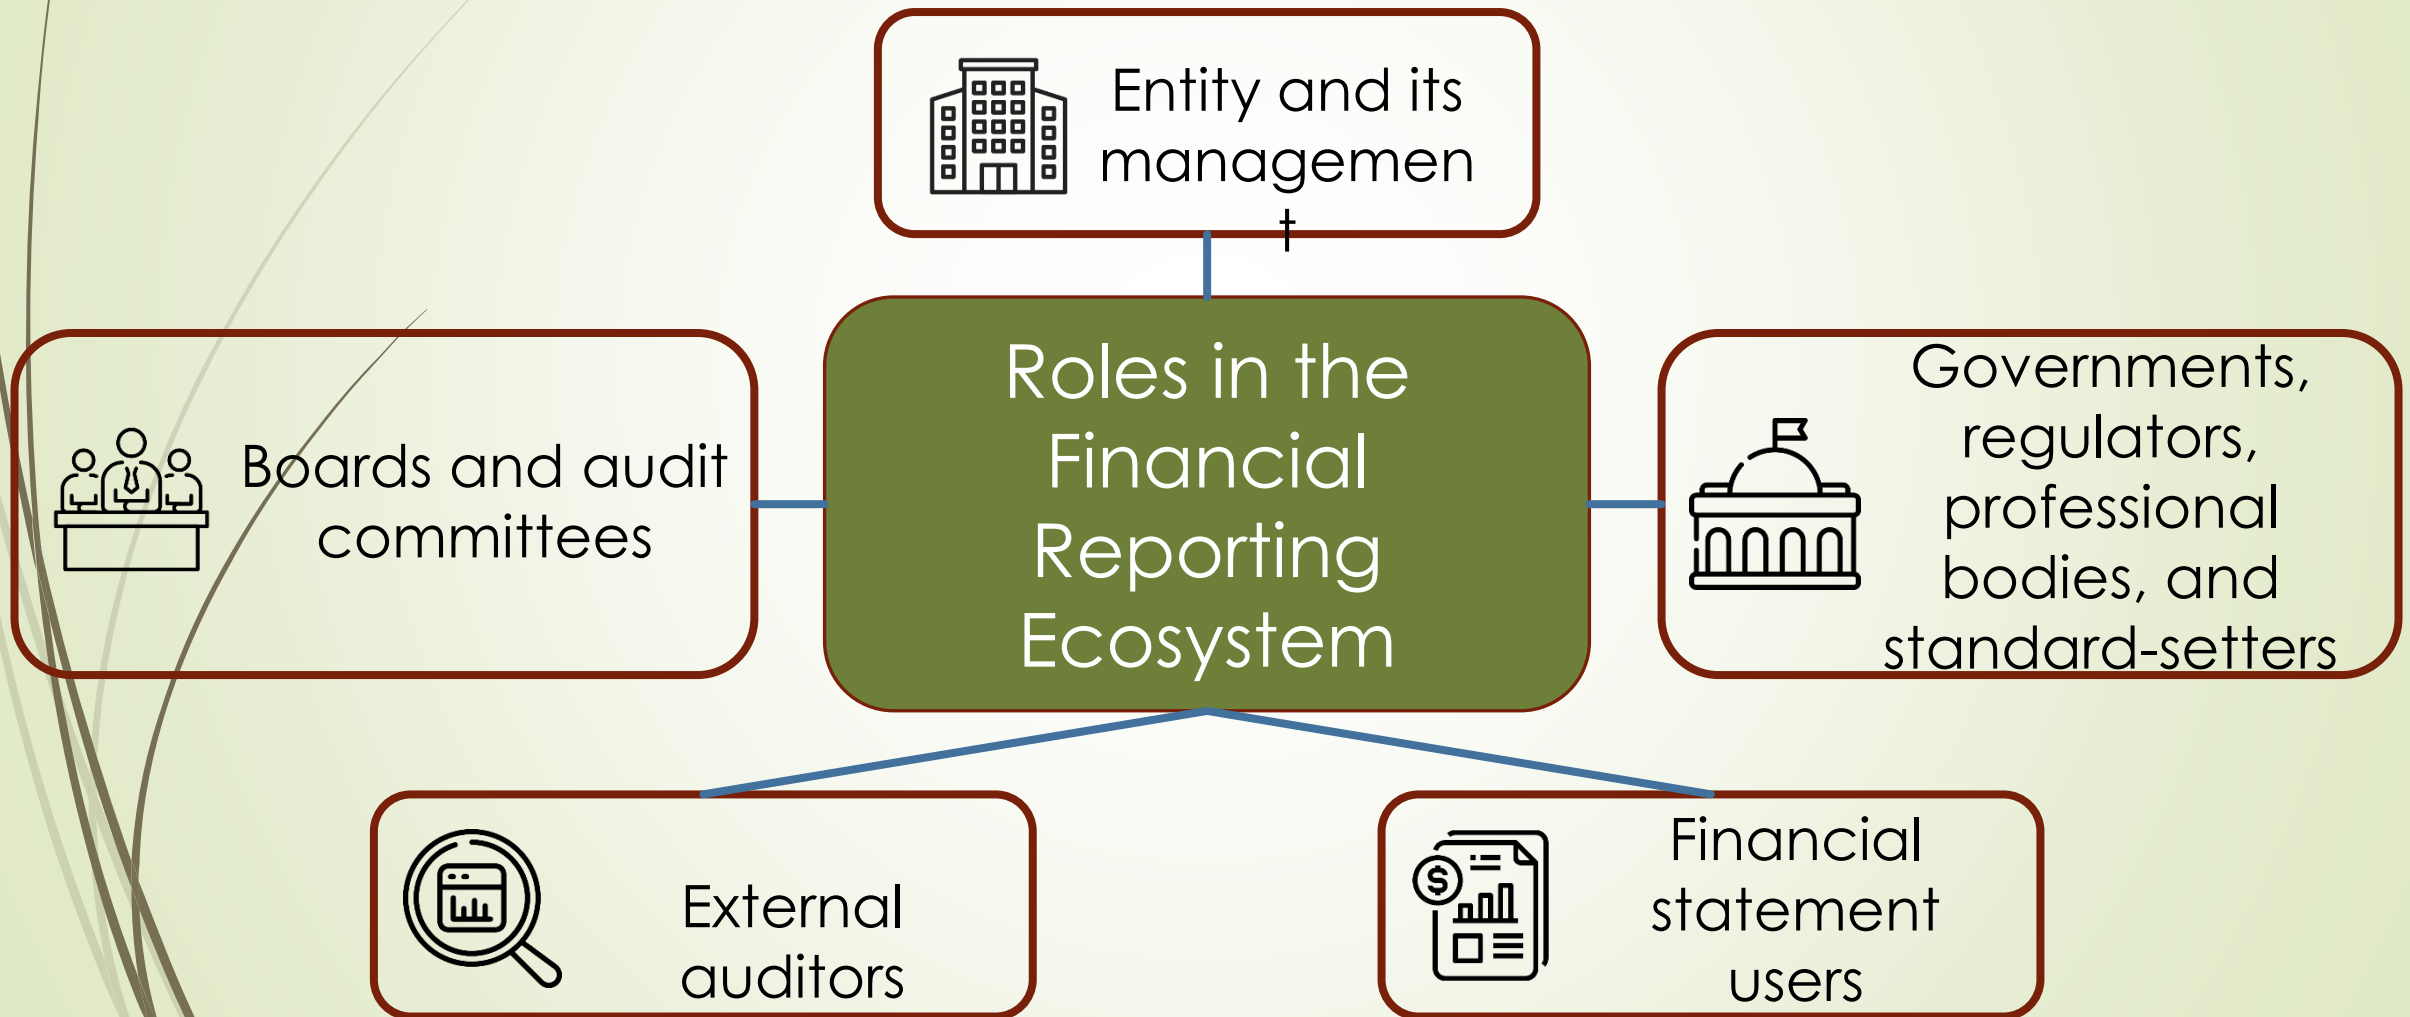 Entity and its
managemen
t
Roles in the
Financial
Reporting
Ecosystem
Boards and audit
committees
Governments,
regulators,
professional
bodies, and
standard-setters
External
auditors
Financial
statement
users
$